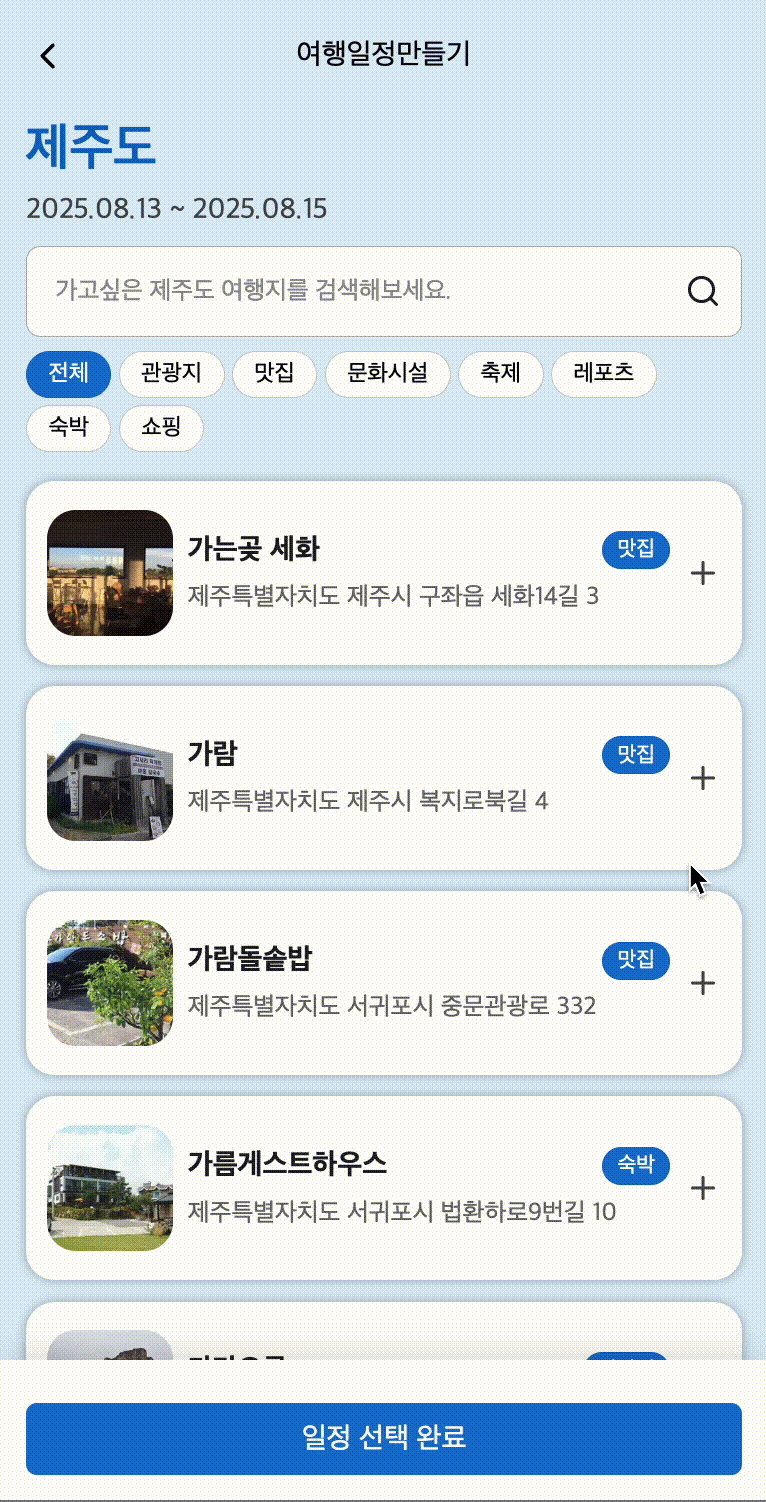 여행일정만들기
제주도
2025.08.13 ~ 2025.08.15
가고싶은 제주도 여행지를 검색해보세요.
전체 관광지 맛집 문화시설 축제 레포츠
숙박 쇼핑
가는곶 세화 맛집
제주특별자치도 제주시 구좌읍 세화14길 3
가람 맛집
제주특별자치도 제주시 복지로북길 4
가람돌솥밥 맛집
제주특별자치도 서귀포시 중문관광로 332
가름게스트하우스 숙박
제주특별자치도 서귀포시 법환하로9번길 10
일정 선택 완료